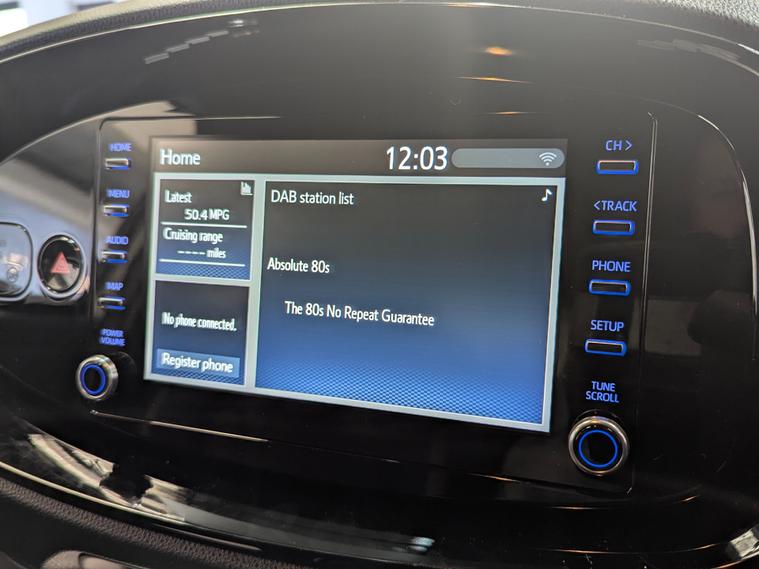 HOME
MENU
AUDIO
MAP
POWER
VOLUME
Home
12:03
Latest
50.4 MPG
Cruising range
---- miles
No phone connected.
Register phone
DAB station list
Absolute 80s
The 80s No Repeat Guarantee
CH >
< TRACK
PHONE
SETUP
TUNE
SCROLL